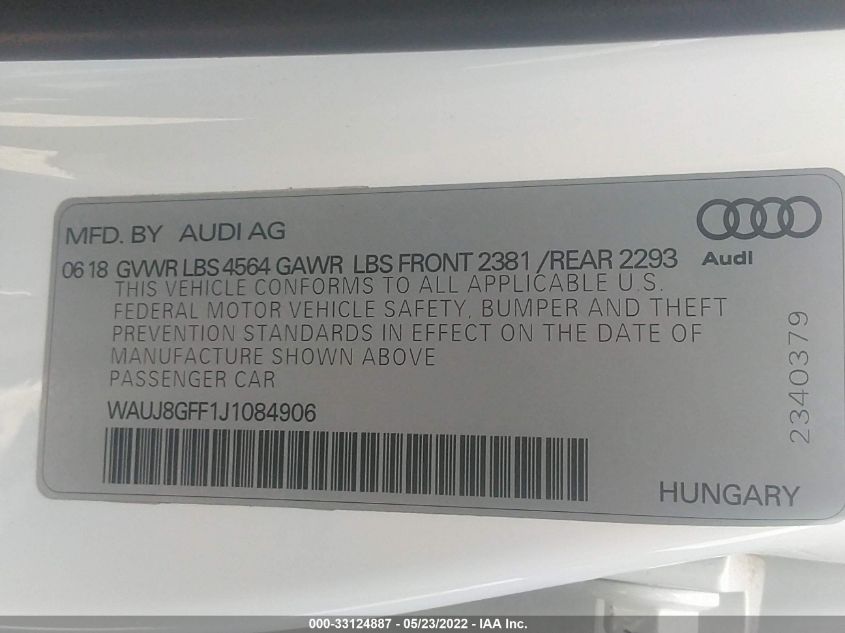 MFD. BY AUDI AG
Audi
06 18 GVWR LBS 4564 GAWR LBS FRONT 2381 /REAR 2293
THIS VEHICLE CONFORMS TO ALL APPLICABLE U.S.
FEDERAL MOTOR VEHICLE SAFETY, BUMPER AND THEFT
PREVENTION STANDARDS IN EFFECT ON THE DATE OF
MANUFACTURE SHOWN ABOVE
PASSENGER CAR
WAUJ8GFF1J1084906
2340379
HUNGARY
000-33124887 - 05/23/2022 - IAA Inc.